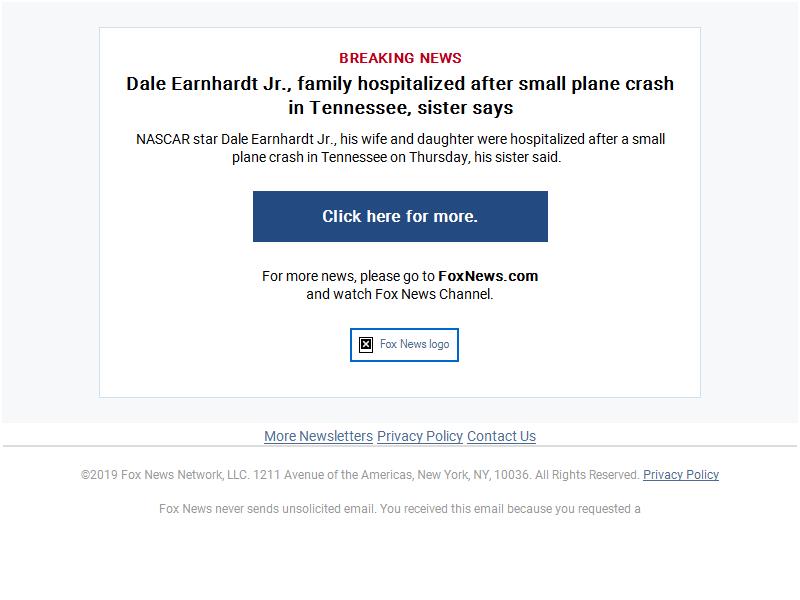 BREAKING NEWS
Dale Earnhardt Jr., family hospitalized after small plane crash
in Tennessee, sister says
NASCAR star Dale Earnhardt Jr., his wife and daughter were hospitalized after a small
plane crash in Tennessee on Thursday, his sister said.
Click here for more.
For more news, please go to FoxNews.com
and watch Fox News Channel.
Fox News logo
More Newsletters Privacy Policy Contact Us
©2019 Fox News Network, LLC. 1211 Avenue of the Americas, New York, NY, 10036. All Rights Reserved. Privacy Policy
Fox News never sends unsolicited email. You received this email because you requested a